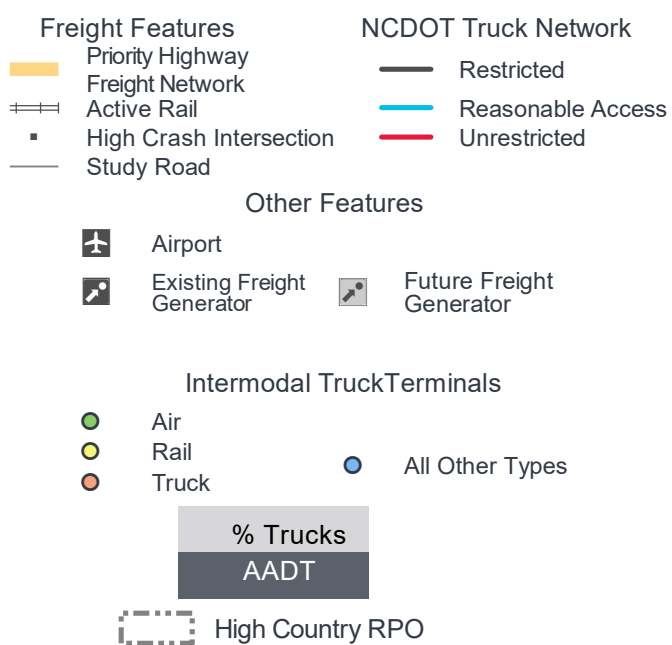 Freight Features
Priority Highway
Freight Network
Active Rail
High Crash Intersection
Study Road
NCDOT Truck Network
Restricted
Reasonable Access
Unrestricted
Other Features
Airport
Existing Freight
Generator
Future Freight
Generator
Intermodal TruckTerminals
Air
Rail
Truck
All Other Types
% Trucks
AADT
High Country RPO